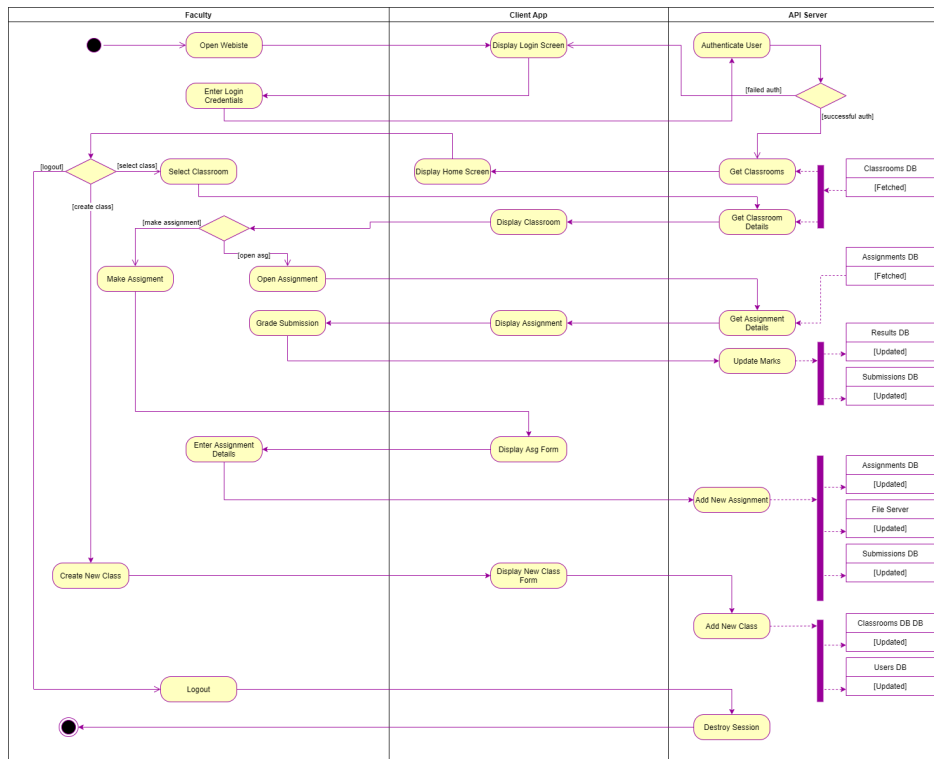 Faculty
Client App
API Server
Open Webiste
Display Login Screen
Authenticate User
Enter Login
Credentials
[failed auth]
[successful auth]
[logout]
[select class]
Select Classroom
Display Home Screen
Get Classrooms
Classrooms DB
[Fetched]
[create class]
[make assignment]
Display Classroom
Get Classroom
Details
[open asg]
Assignments DB
[Fetched]
Make Assigment
Open Assignment
Grade Submission
Display Assignment
Get Assignment
Details
Results DB
[Updated]
Update Marks
Submissions DB
[Updated]
Enter Assignment
Details
Display Asg Form
Assignments DB
[Updated]
Add New Assignment
File Server
[Updated]
Submissions DB
[Updated]
Create New Class
Display New Class
Form
Add New Class
Classrooms DB DB
[Updated]
Users DB
[Updated]
Logout
Destroy Session